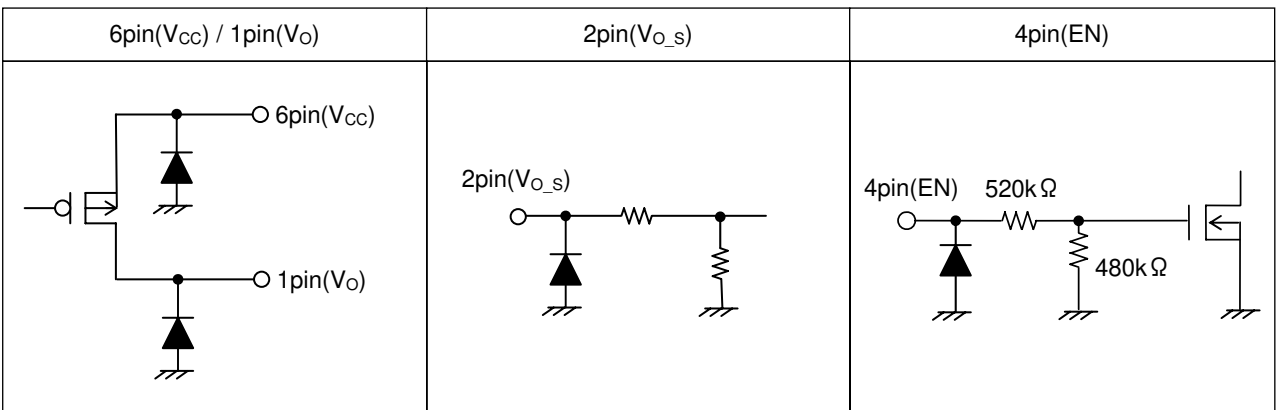 6pin(VCC) / 1pin(VO)
2pin(VO_S)
4pin(EN)
6pin(VCC)
1pin(VO)
2pin(VO_S)
4pin(EN)
520kΩ
480kΩ